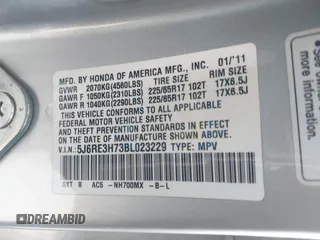 MFD. BY HONDA OF AMERICA MFG., INC. 01/'11
GVWR 2070KG(4560LBS) TIRE SIZE RIM SIZE
GAWR F 1050KG(2310LBS) 225/65R17 102T 17X6.5J
GAWR R 1040KG(2290LBS) 225/65R17 102T 17X6.5J
THIS VEHICLE CONFORMS TO ALL APPLICABLE
FEDERAL MOTOR VEHICLE SAFETY AND THEFT
PREVENTION STANDARDS IN EFFECT ON THE DATE OF
MANUFACTURE SHOWN ABOVE.
V.I.N.: 5J6RE3H73BL023229 TYPE: MPV
SXT B AC5 -NH700MX -B-L
DREAMBID